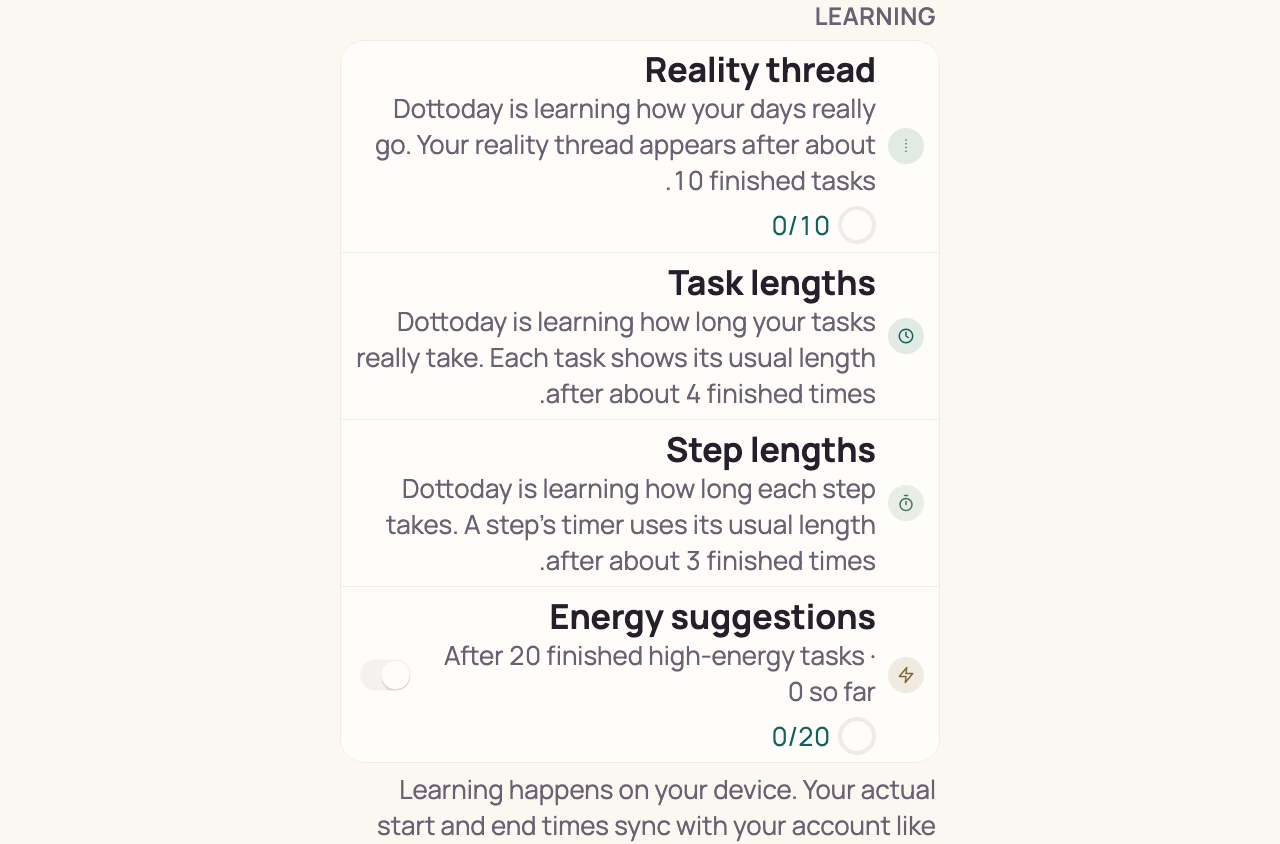 LEARNING
Reality thread
Dottoday is learning how your days really
go. Your reality thread appears after about
.10 finished tasks
0/10
Task lengths
Dottoday is learning how long your tasks
really take. Each task shows its usual length
.after about 4 finished times
Step lengths
Dottoday is learning how long each step
takes. A step’s timer uses its usual length
.after about 3 finished times
Energy suggestions
After 20 finished high-energy tasks ·
0 so far
0/20
Learning happens on your device. Your actual
start and end times sync with your account like